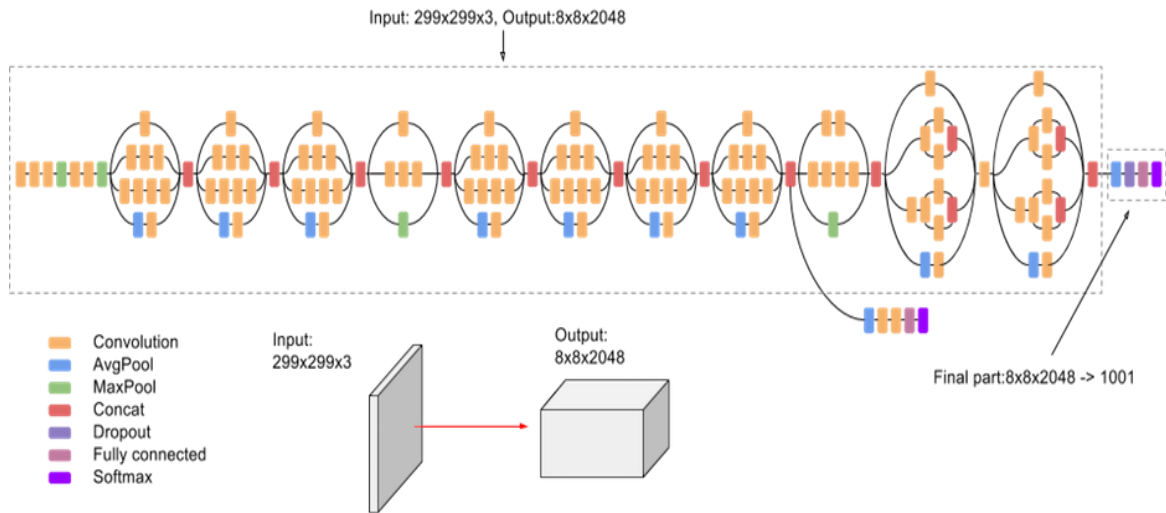 Input: 299x299x3, Output:8x8x2048
Convolution
AvgPool
MaxPool
Concat
Dropout
Fully connected
Softmax
Input:
299x299x3
Output:
8x8x2048
Final part:8x8x2048 -> 1001